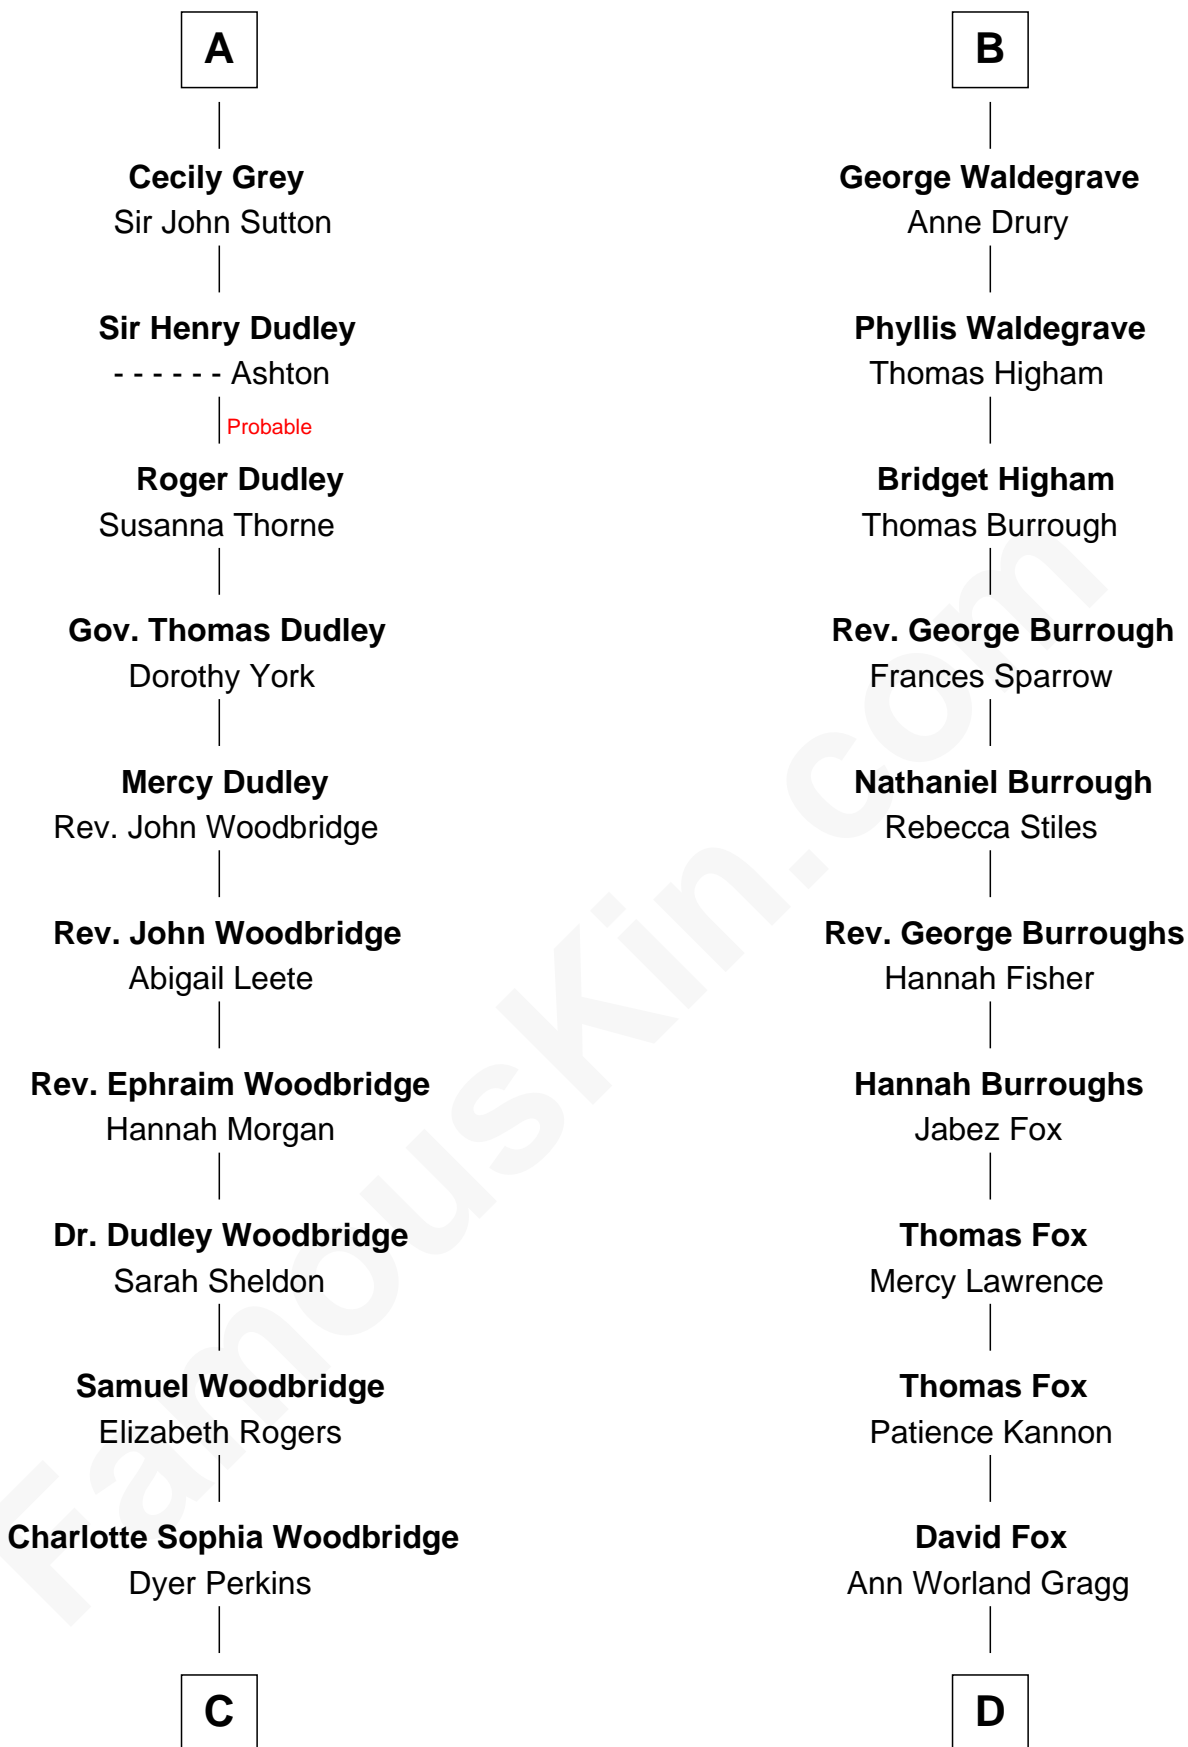 A
Cecily Grey
Sir John Sutton
Sir Henry Dudley
- - - - - - Ashton
Probable
Roger Dudley
Susanna Thorne
Gov. Thomas Dudley
Dorothy York
Mercy Dudley
Rev. John Woodbridge
Rev. John Woodbridge
Abigail Leete
Rev. Ephraim Woodbridge
Hannah Morgan
Dr. Dudley Woodbridge
Sarah Sheldon
Samuel Woodbridge
Elizabeth Rogers
Charlotte Sophia Woodbridge
Dyer Perkins
C
B
George Waldegrave
Anne Drury
Phyllis Waldegrave
Thomas Higham
Bridget Higham
Thomas Burrough
Rev. George Burrough
Frances Sparrow
Nathaniel Burrough
Rebecca Stiles
Rev. George Burroughs
Hannah Fisher
Hannah Burroughs
Jabez Fox
Thomas Fox
Mercy Lawrence
Thomas Fox
Patience Kannon
David Fox
Ann Worland Gragg
D
FamousKin.com